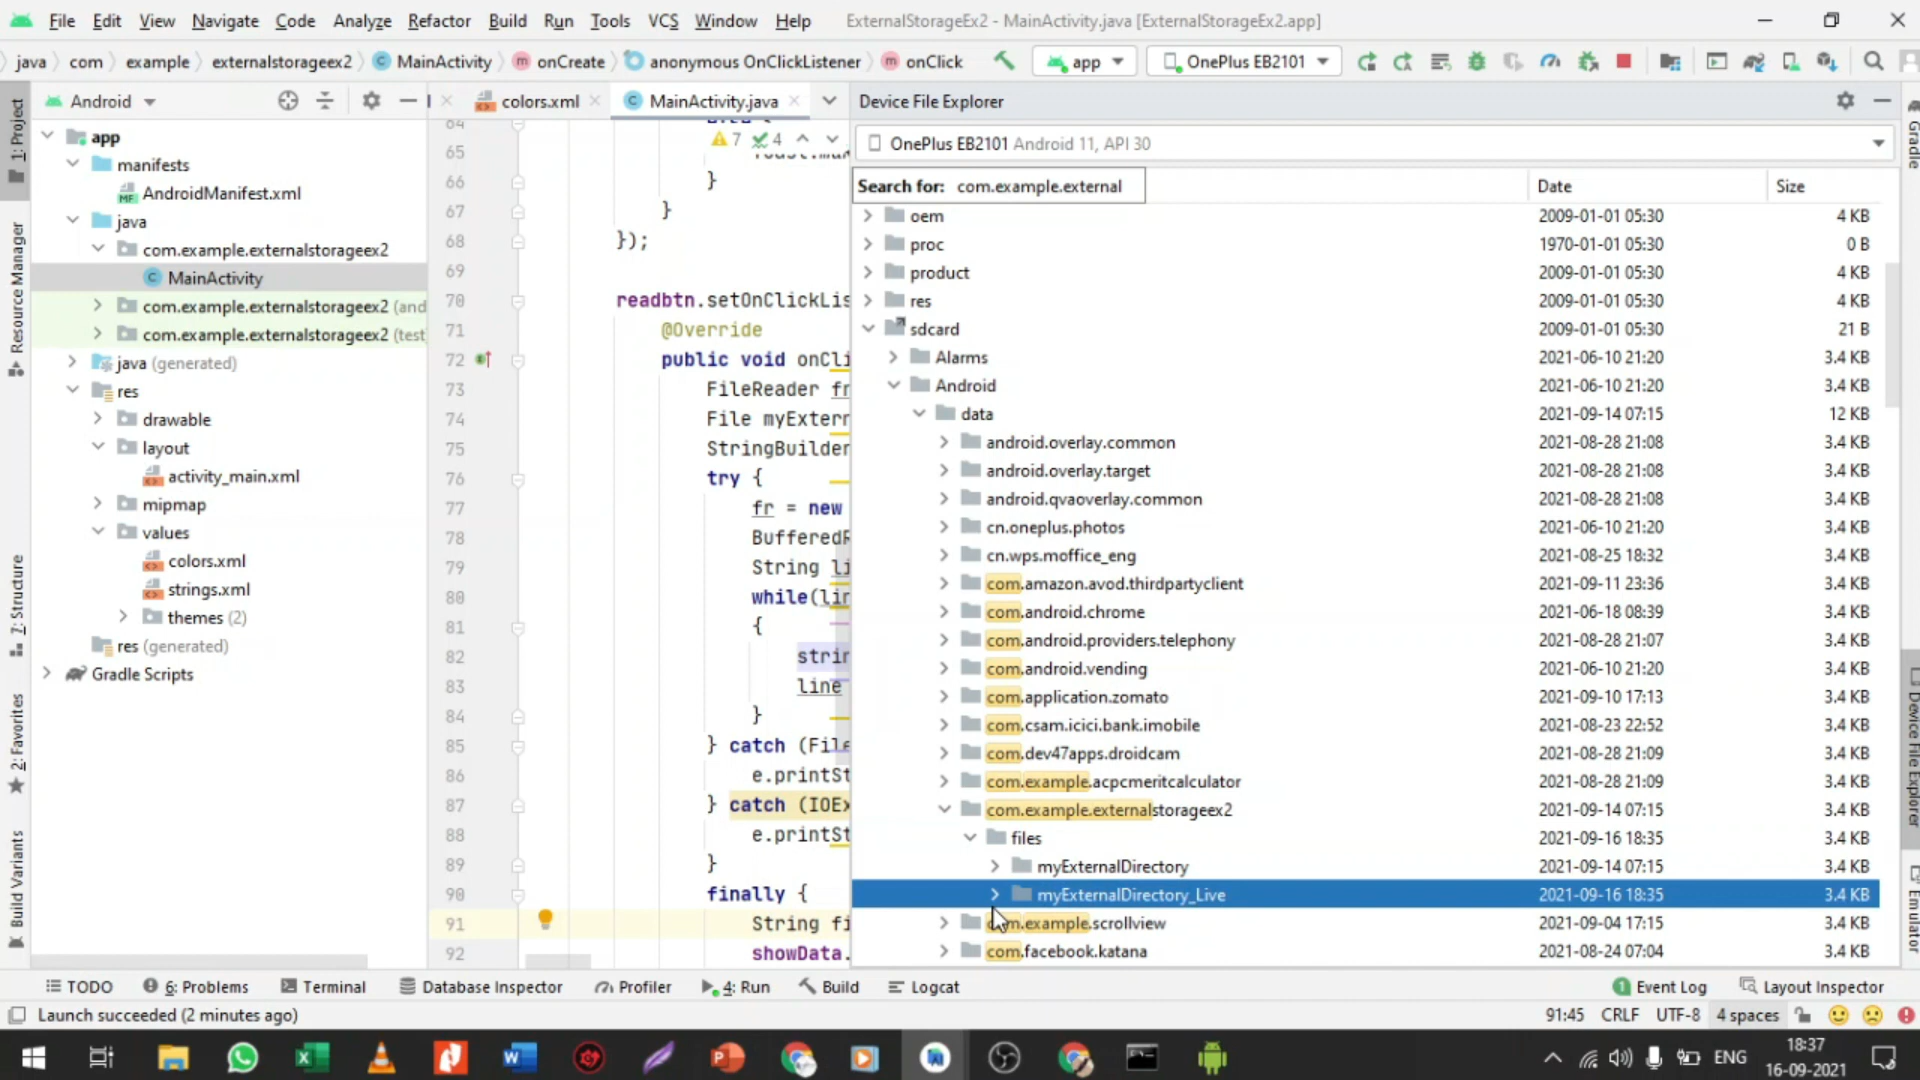 File Edit View Navigate Code Analyze Refactor Build Run Tools VCS Window Help ExternalStorageEx2 - MainActivity.java [ExternalStorageEx2.app]
java com example externalstorageex2 MainActivity onCreate anonymous OnClickListener onClick app OnePlus EB2101
Android
colors.xml
MainActivity.java
Device File Explorer
1: Project
Resource Manager
7: Structure
2: Favorites
Build Variants
app
manifests
AndroidManifest.xml
java
com.example.externalstorageex2
MainActivity
com.example.externalstorageex2 (and
com.example.externalstorageex2 (test
java (generated)
res
drawable
layout
activity_main.xml
mipmap
values
colors.xml
strings.xml
themes (2)
res (generated)
Gradle Scripts
7 4
64
65
66 }
67 }
68 });
69
70 readbtn.setOnClickLis
71 @Override
72 public void onCli
73 FileReader fr
74 File myExtern
75 StringBuilder
76 try {
77 fr = new
78 BufferedR
79 String li
80 while(lin
81 {
82 strin
83 line
84 }
85 } catch (File
86 e.printSt
87 } catch (IOEx
88 e.printSt
89 }
90 finally {
91 String fi
92 showData.
OnePlus EB2101 Android 11, API 30
Search for: com.example.external
Date Size
oem 2009-01-01 05:30 4 KB
proc 1970-01-01 05:30 0 B
product 2009-01-01 05:30 4 KB
res 2009-01-01 05:30 4 KB
sdcard 2009-01-01 05:30 21 B
Alarms 2021-06-10 21:20 3.4 KB
Android 2021-06-10 21:20 3.4 KB
data 2021-09-14 07:15 12 KB
android.overlay.common 2021-08-28 21:08 3.4 KB
android.overlay.target 2021-08-28 21:08 3.4 KB
android.qvaoverlay.common 2021-08-28 21:08 3.4 KB
cn.oneplus.photos 2021-06-10 21:20 3.4 KB
cn.wps.moffice_eng 2021-08-25 18:32 3.4 KB
com.amazon.avod.thirdpartyclient 2021-09-11 23:36 3.4 KB
com.android.chrome 2021-06-18 08:39 3.4 KB
com.android.providers.telephony 2021-08-28 21:07 3.4 KB
com.android.vending 2021-06-10 21:20 3.4 KB
com.application.zomato 2021-09-10 17:13 3.4 KB
com.csam.icici.bank.imobile 2021-08-23 22:52 3.4 KB
com.dev47apps.droidcam 2021-08-28 21:09 3.4 KB
com.example.acpcmeritcalculator 2021-08-28 21:09 3.4 KB
com.example.externalstorageex2 2021-09-14 07:15 3.4 KB
files 2021-09-16 18:35 3.4 KB
myExternalDirectory 2021-09-14 07:15 3.4 KB
myExternalDirectory_Live 2021-09-16 18:35 3.4 KB
com.example.scrollview 2021-09-04 17:15 3.4 KB
com.facebook.katana 2021-08-24 07:04 3.4 KB
Gradle
Device File Explorer
Emulator
TODO 6: Problems Terminal Database Inspector Profiler 4: Run Build Logcat 1 Event Log Layout Inspector
Launch succeeded (2 minutes ago) 91:45 CRLF UTF-8 4 spaces
ENG 18:37
16-09-2021